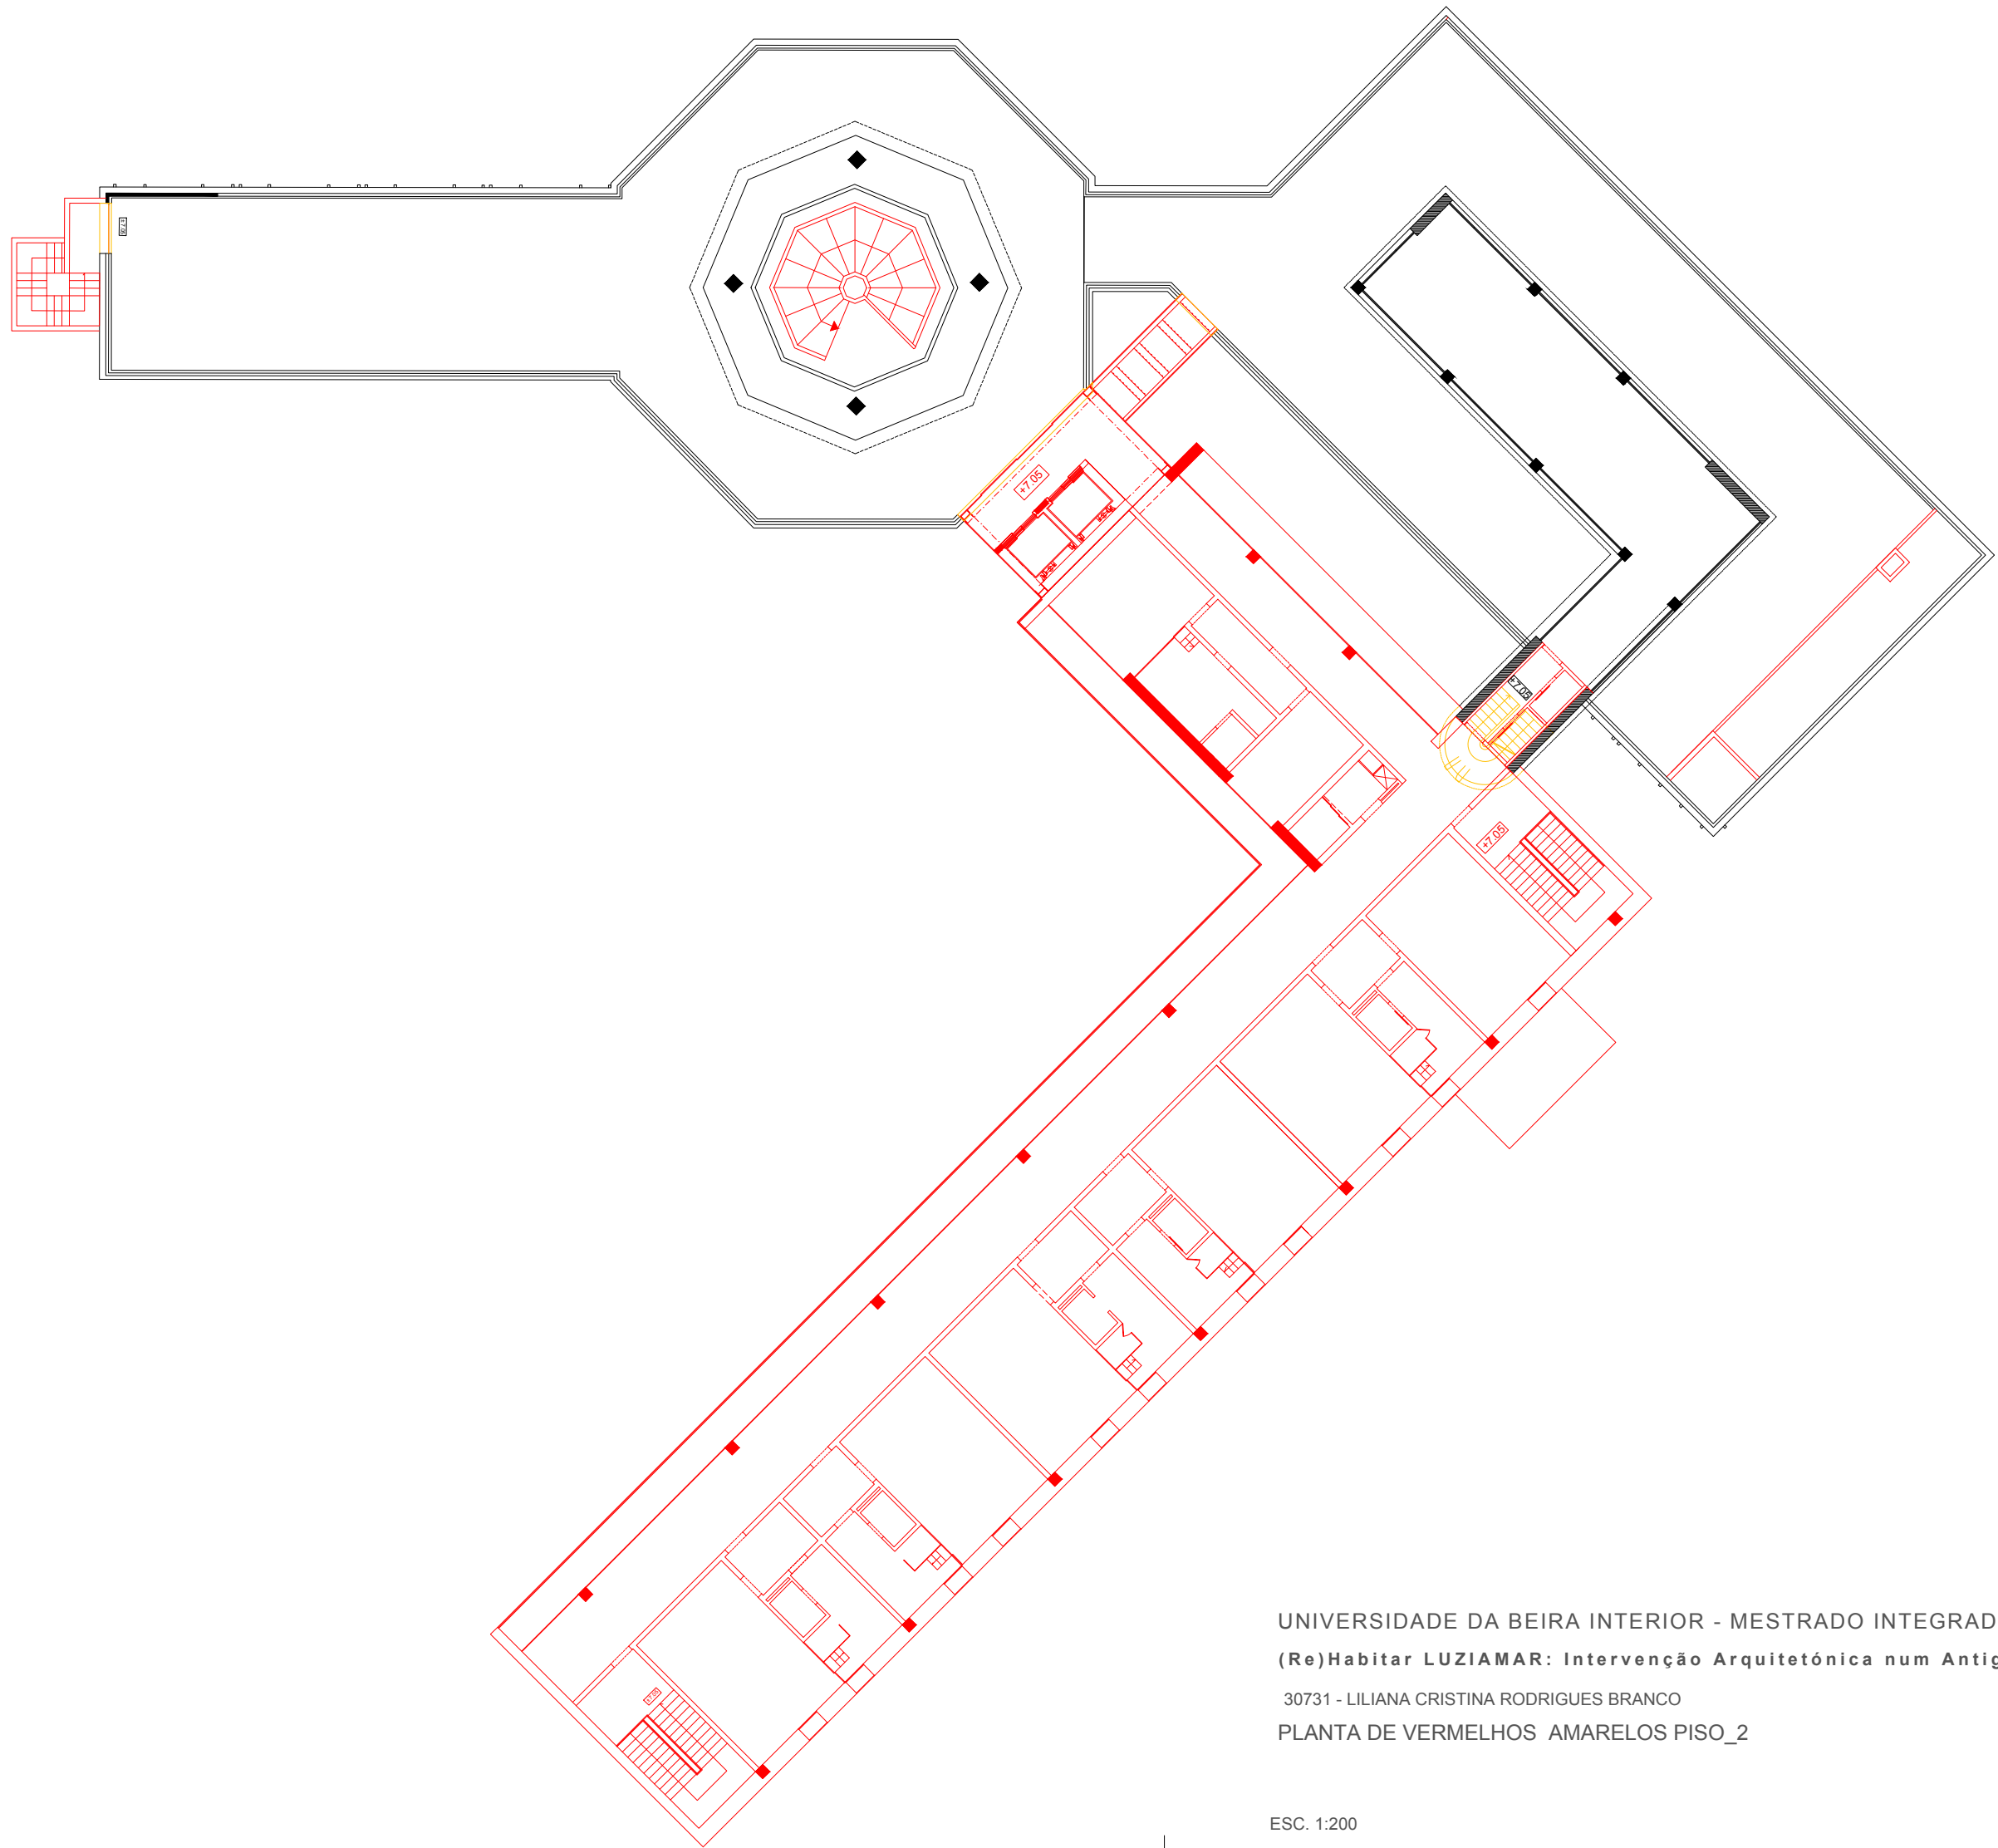 +7.05
+7.05
+7.05
UNIVERSIDADE DA BEIRA INTERIOR - MESTRADO INTEGRAD
(Re)Habitar LUZIAMAR: Intervenção Arquitetónica num Antig
30731 - LILIANA CRISTINA RODRIGUES BRANCO
PLANTA DE VERMELHOS AMARELOS PISO_2
ESC. 1:200